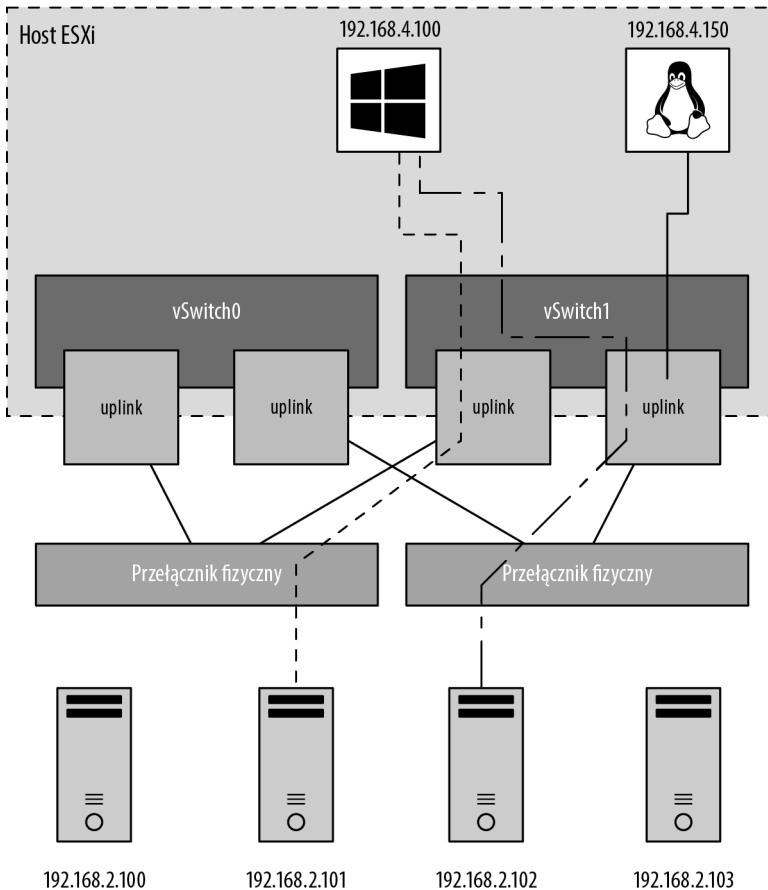 192.168.4.100
192.168.4.150
Host ESXi
vSwitch0
vSwitch1
uplink
uplink
uplink
uplink
Przełącznik fizyczny
Przełącznik fizyczny
192.168.2.100
192.168.2.101
192.168.2.102
192.168.2.103